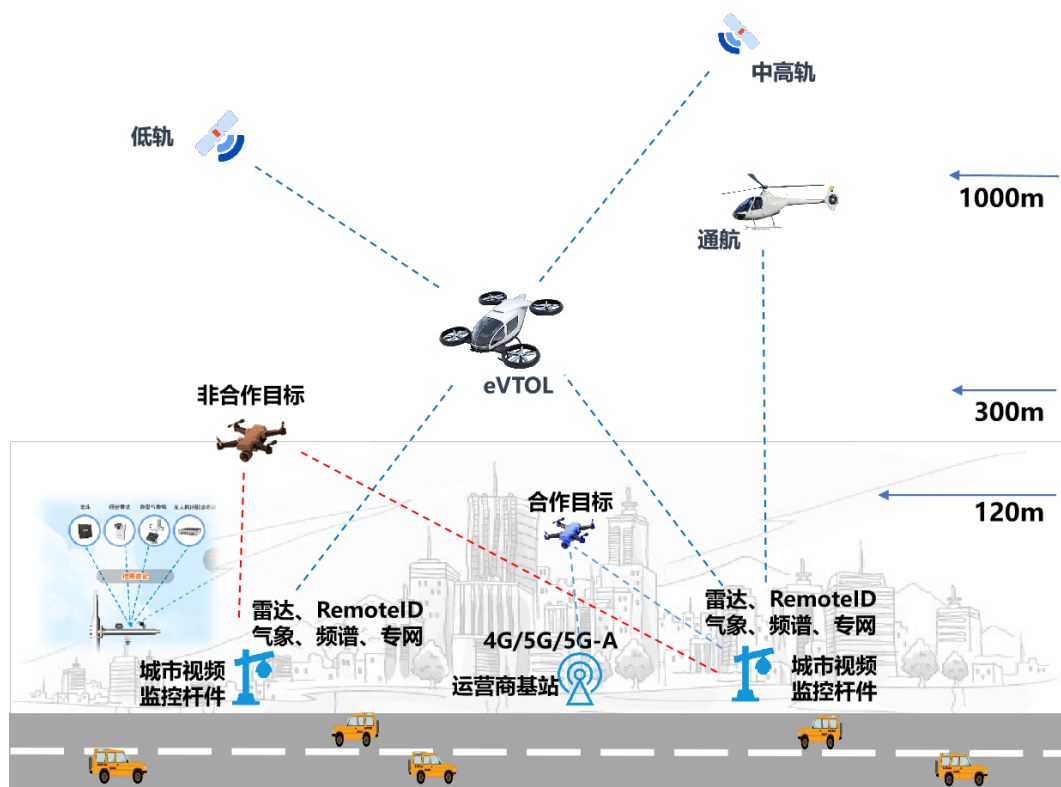 中高轨
低轨
1000m
通航
eVTOL
非合作目标
300m
合作目标
120m
北斗
雷达、RemoteID
气象、频谱、专网
雷达、RemoteID
气象、频谱、专网
4G/5G/5G-A
城市视频
监控杆件
运营商基站
城市视频
监控杆件